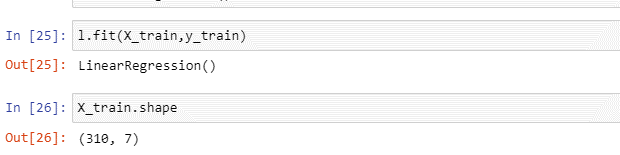 In [25]: l.fit(X_train,y_train)
Out[25]: LinearRegression()
In [26]: X_train.shape
Out[26]: (310, 7)